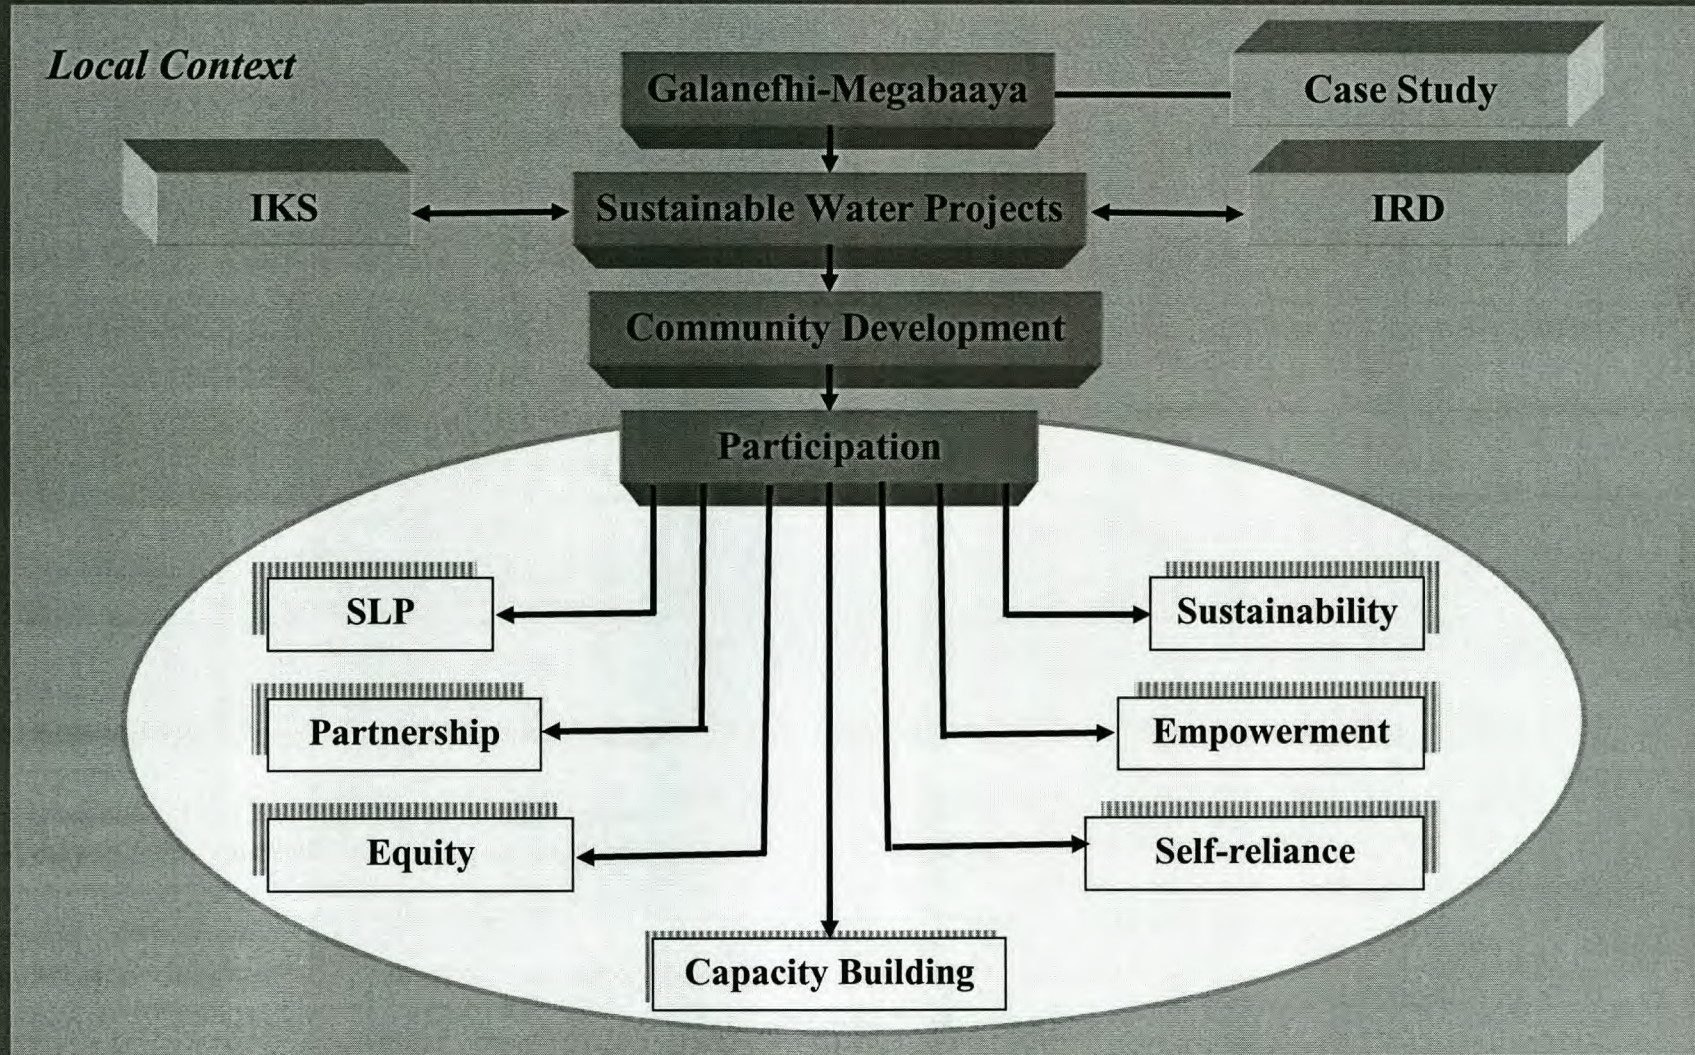 Local Context
Galanefhi-Megabaaya
Case Study
IKS
Sustainable Water Projects
IRD
Community Development
Participation
SLP
Sustainability
Partnership
Empowerment
Equity
Self-reliance
Capacity Building